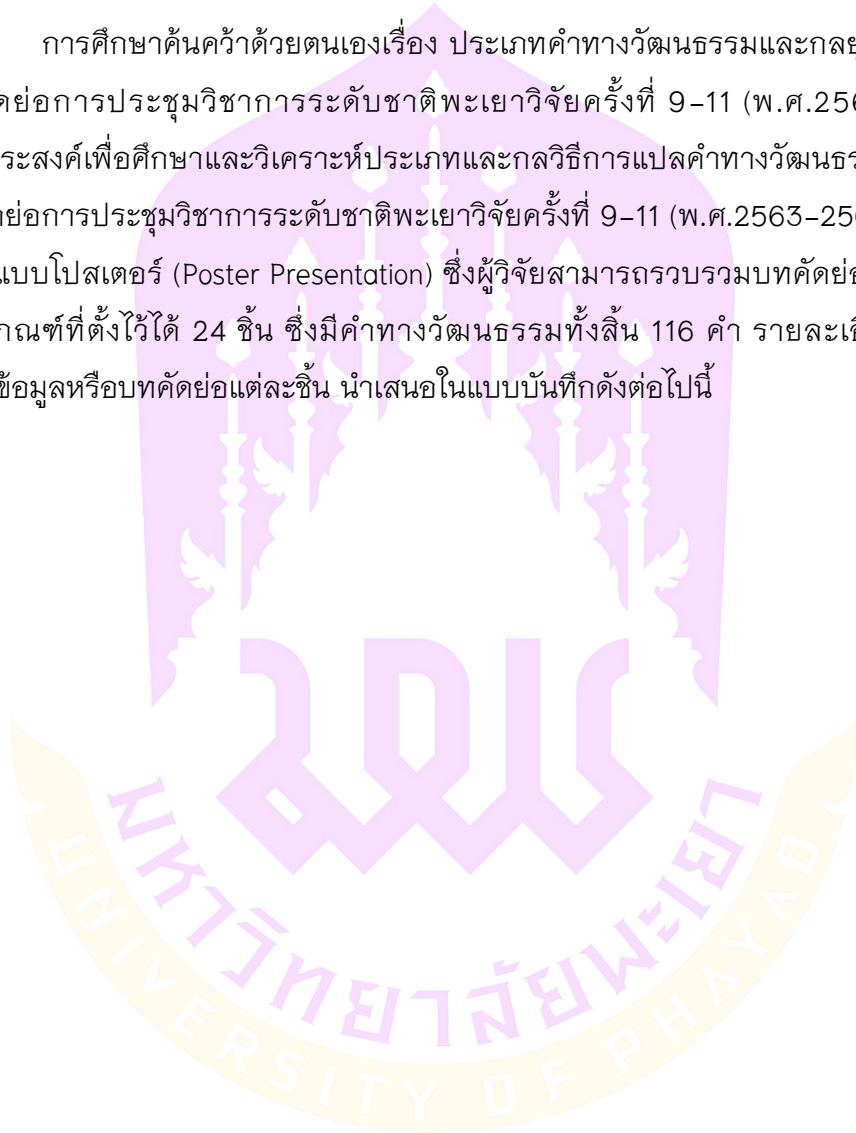 การศึกษาค้นคว้าด้วยตนเองเรื่อง ประเภทคำทางวัฒนธรรมและกลยุ
ดย่อการประชุมวิชาการระดับชาติพะเยาวิจัยครั้งที่ 9-11 (พ.ศ.256
ระสงค์เพื่อศึกษาและวิเคราะห์ประเภทและกลวิธีการแปลคำทางวัฒนธร
ย่อการประชุมวิชาการระดับชาติพะเยาวิจัยครั้งที่ 9-11 (พ.ศ.2563-256
แบบโปสเตอร์ (Poster Presentation) ซึ่งผู้วิจัยสามารถรวบรวมบทคัดย่อ
กณฑ์ที่ตั้งไว้ได้ 24 ชิ้น ซึ่งมีคำทางวัฒนธรรมทั้งสิ้น 116 คำ รายละเอี
ข้อมูลหรือบทคัดย่อแต่ละชิ้น นำเสนอในแบบบันทึกดังต่อไปนี้
มหาวิทยาลัยพะเยา
UNIVERSITY OF PHAYAO